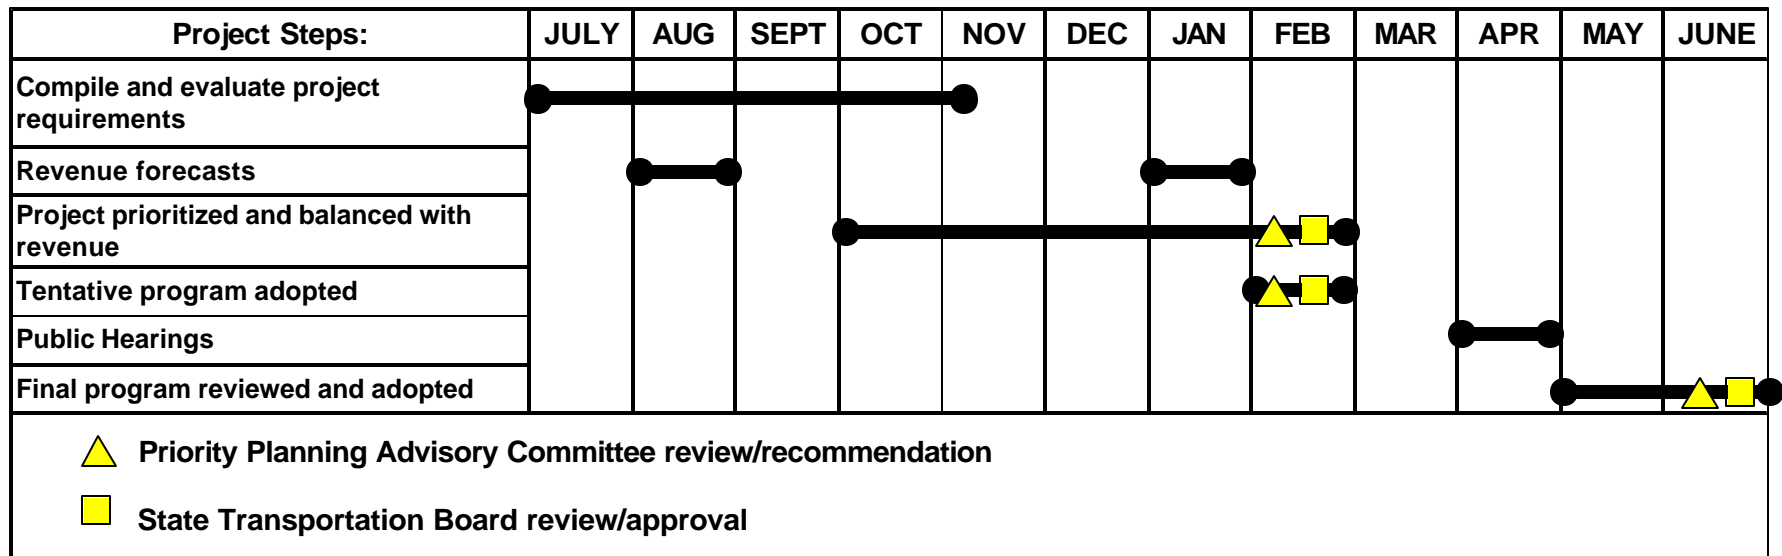 Project Steps: JULY AUG SEPT OCT NOV DEC JAN FEB MAR APR MAY JUNE
Compile and evaluate project
requirements
Revenue forecasts
Project prioritized and balanced with
revenue
Tentative program adopted
Public Hearings
Final program reviewed and adopted
Priority Planning Advisory Committee review/recommendation
State Transportation Board review/approval